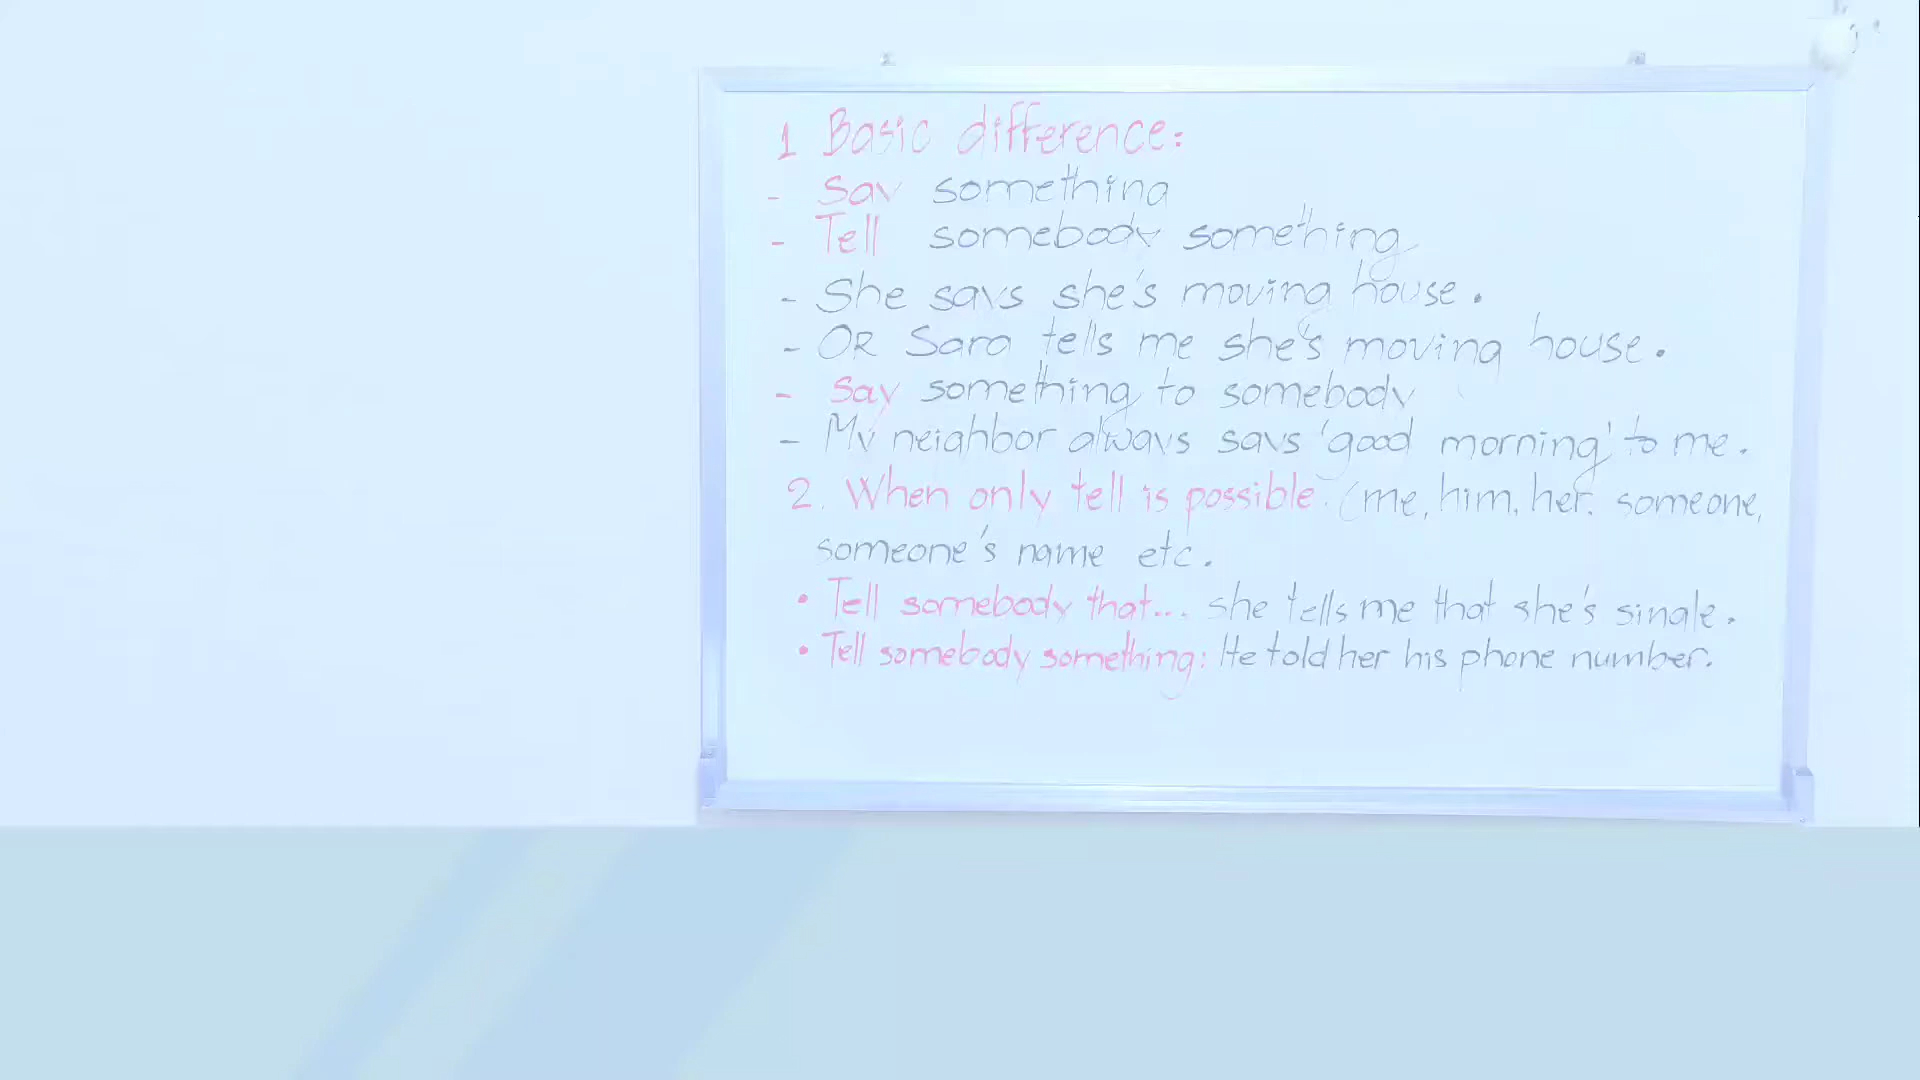 1 Basic difference:
- Say something
- Tell somebody something
- She says she's moving house.
- OR Sara tells me she's moving house.
- Say something to somebody
- My neighbor always says 'good morning' to me.
2. When only tell is possible: (me, him, her, someone,
someone's name etc.
• Tell somebody that... she tells me that she's single.
• Tell somebody something: He told her his phone number.